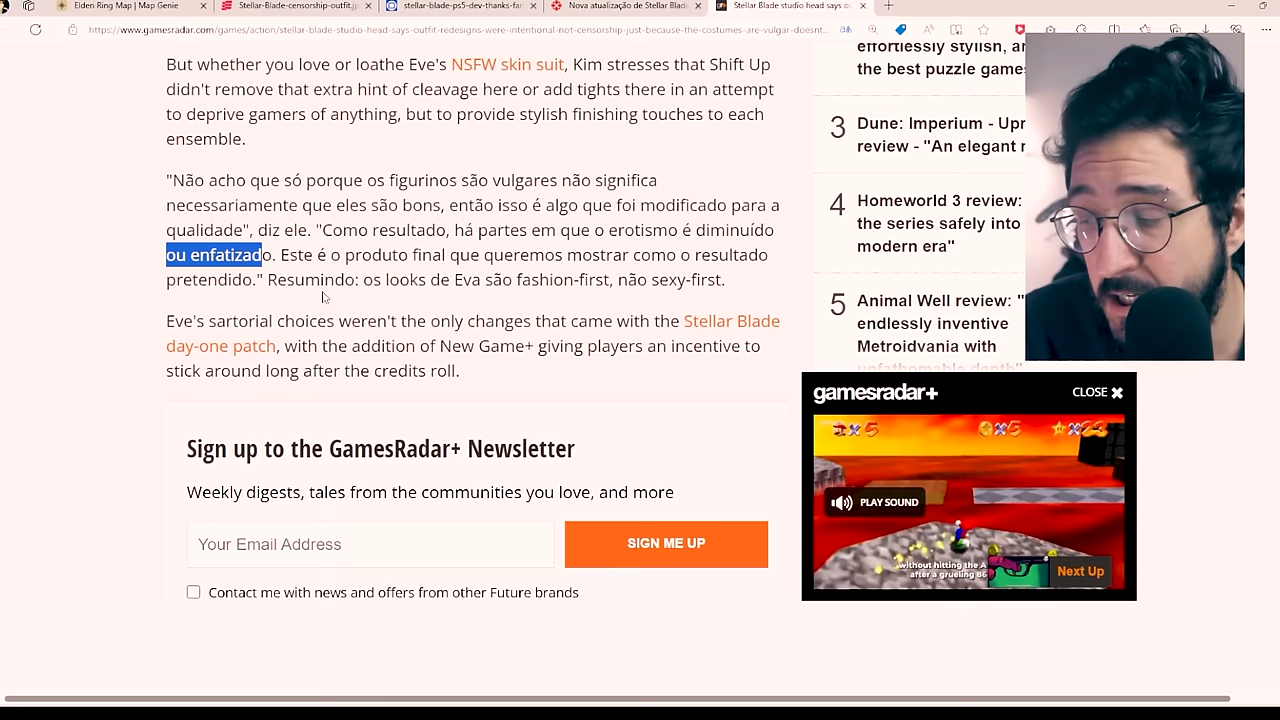 Elden Ring Map | Map Genie
Stellar-Blade-censorship-outfit.jp
stellar-blade-ps5-dev-thanks-fan
Nova atualização de Stellar Blade
Stellar Blade studio head says o
https://www.gamesradar.com/games/action/stellar-blade-studio-head-says-outfit-redesigns-were-intentional-not-censorship-just-because-the-costumes-are-vulgar-doesnt...
But whether you love or loathe Eve's NSFW skin suit, Kim stresses that Shift Up
didn't remove that extra hint of cleavage here or add tights there in an attempt
to deprive gamers of anything, but to provide stylish finishing touches to each
ensemble.
"Não acho que só porque os figurinos são vulgares não significa
necessariamente que eles são bons, então isso é algo que foi modificado para a
qualidade", diz ele. "Como resultado, há partes em que o erotismo é diminuído
ou enfatizado. Este é o produto final que queremos mostrar como o resultado
pretendido." Resumindo: os looks de Eva são fashion-first, não sexy-first.
Eve's sartorial choices weren't the only changes that came with the Stellar Blade
day-one patch, with the addition of New Game+ giving players an incentive to
stick around long after the credits roll.
Sign up to the GamesRadar+ Newsletter
Weekly digests, tales from the communities you love, and more
Your Email Address
SIGN ME UP
Contact me with news and offers from other Future brands
effortlessly stylish, an
the best puzzle games
3
Dune: Imperium - Upr
review - "An elegant r
4
Homeworld 3 review:
the series safely into
modern era"
5
Animal Well review: "
endlessly inventive
Metroidvania with
unfathomable depth"
gamesradar+
CLOSE ✖
×5
×5
×23
PLAY SOUND
without hitting the A
after a grueling 86
Next Up